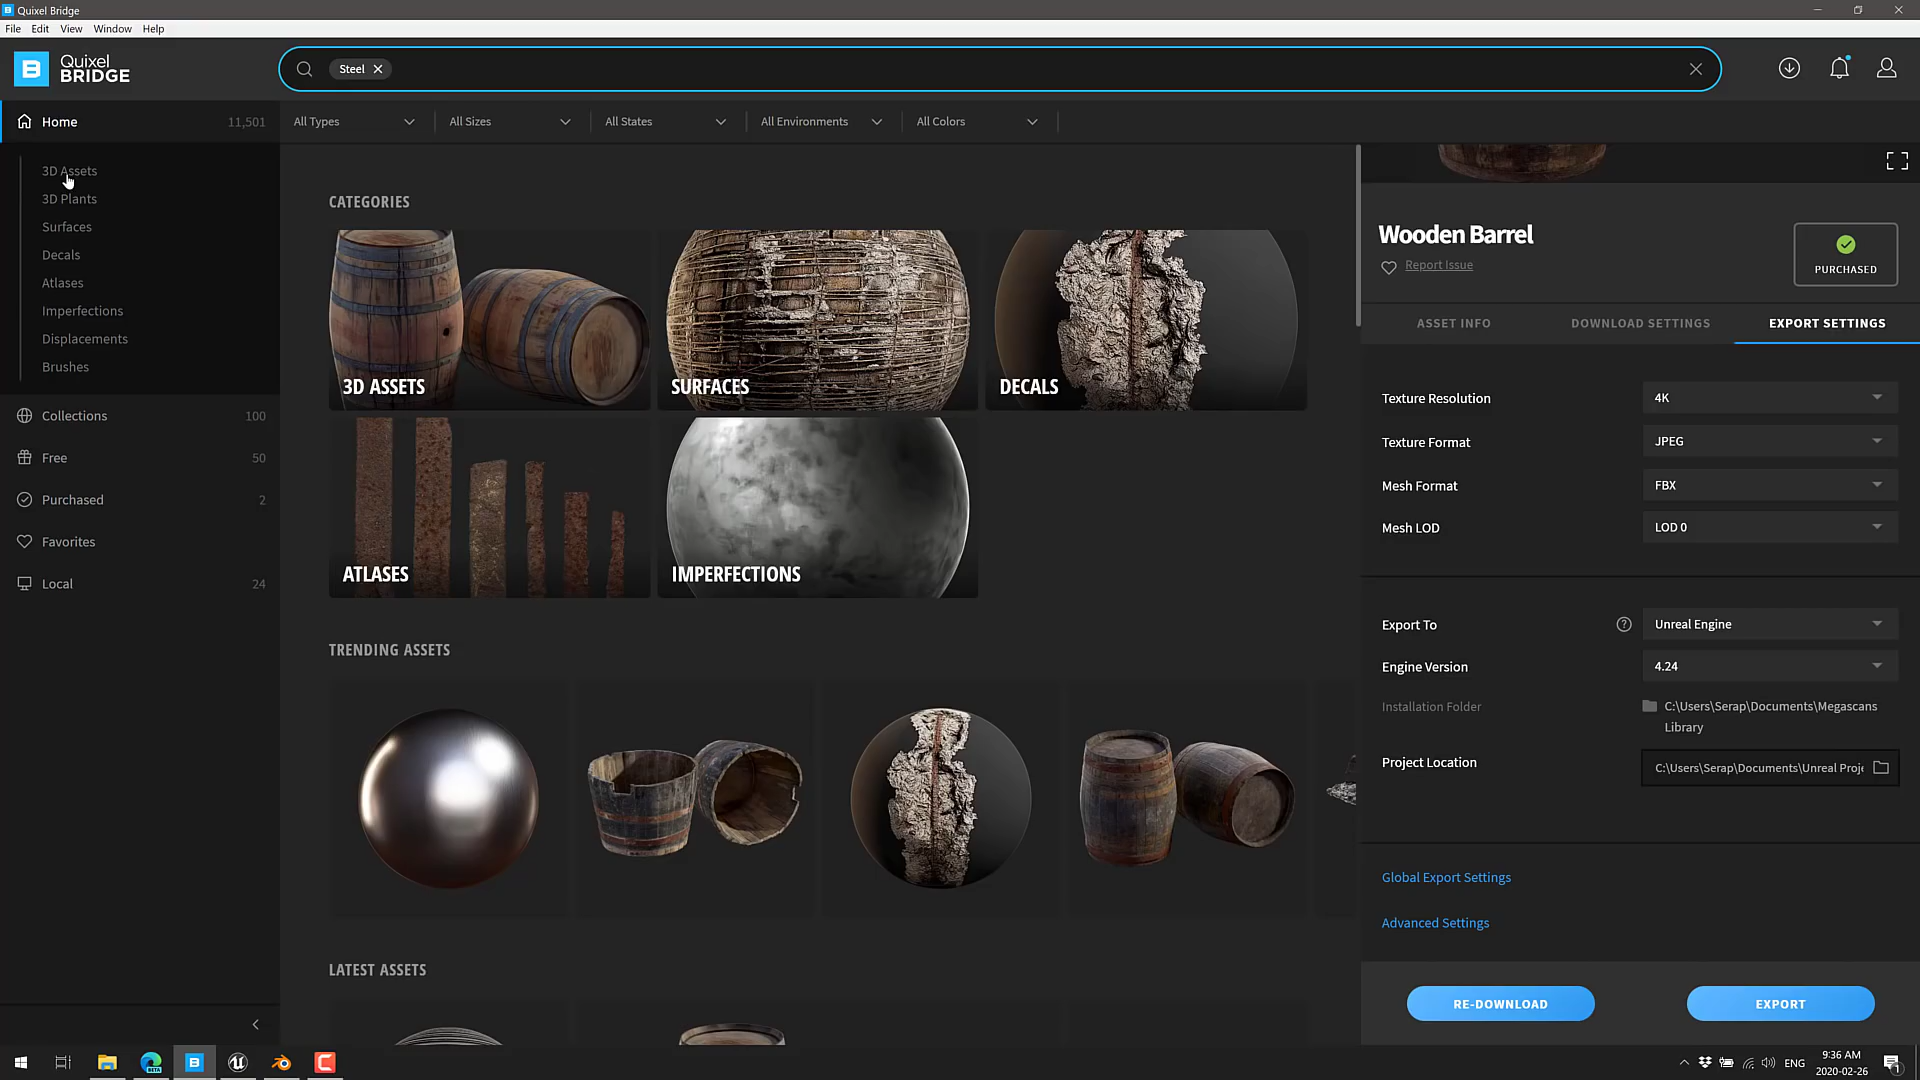 Quixel Bridge
File Edit View Window Help
Quixel
BRIDGE
Steel
Home 11,501
All Types
All Sizes
All States
All Environments
All Colors
3D Assets
3D Plants
Surfaces
Decals
Atlases
Imperfections
Displacements
Brushes
Collections 100
Free 50
Purchased 2
Favorites
Local 24
CATEGORIES
3D ASSETS
SURFACES
DECALS
ATLASES
IMPERFECTIONS
TRENDING ASSETS
LATEST ASSETS
Wooden Barrel
Report Issue
PURCHASED
ASSET INFO
DOWNLOAD SETTINGS
EXPORT SETTINGS
Texture Resolution 4K
Texture Format JPEG
Mesh Format FBX
Mesh LOD LOD 0
Export To ? Unreal Engine
Engine Version 4.24
Installation Folder C:\Users\Serap\Documents\Megascans
Library
Project Location C:\Users\Serap\Documents\Unreal Proje
Global Export Settings
Advanced Settings
RE-DOWNLOAD
EXPORT
ENG
9:36 AM
2020-02-26